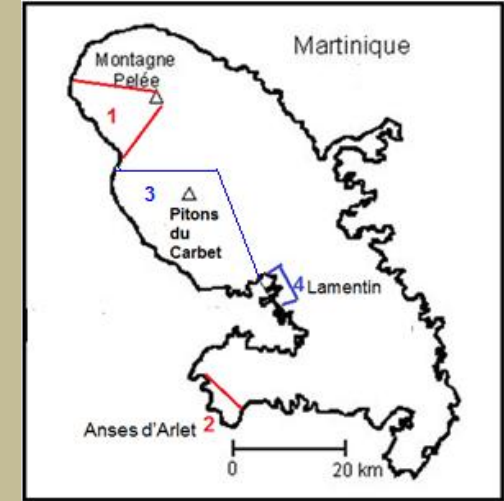 Martinique
Montagne
Pelée
1
3
Pitons
du
Carbet
4 Lamentin
Anses d'Arlet 2
0 20 km